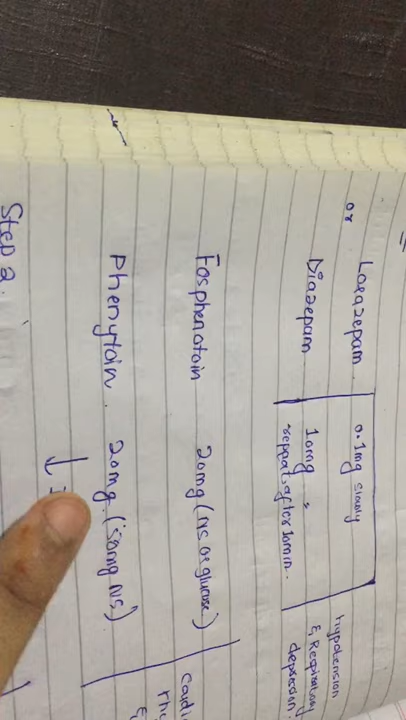 Lorazepam 0.1mg slowly
or
Diazepam 10mg,
repeat after 10min.
hypotension
& Respiratory
depression
Fosphenotoin 20mg (NS or glucose)
Phenytoin. 20mg. (50mg NS)
Step 2.